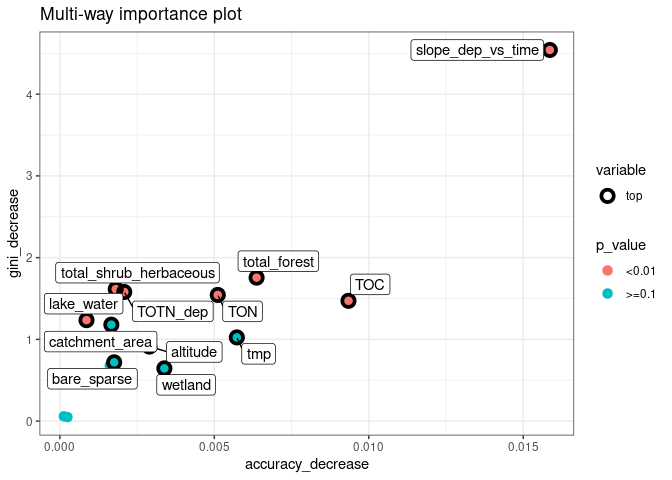 Multi-way importance plot
slope_dep_vs_time
total_forest
total_shrub_herbaceous
TOC
lake_water
TOTN_dep
TON
catchment_area
altitude
tmp
bare_sparse
wetland
gini_decrease
4
3
2
1
0
0.000
0.005
0.010
0.015
accuracy_decrease
variable
top
p_value
<0.01
>=0.1